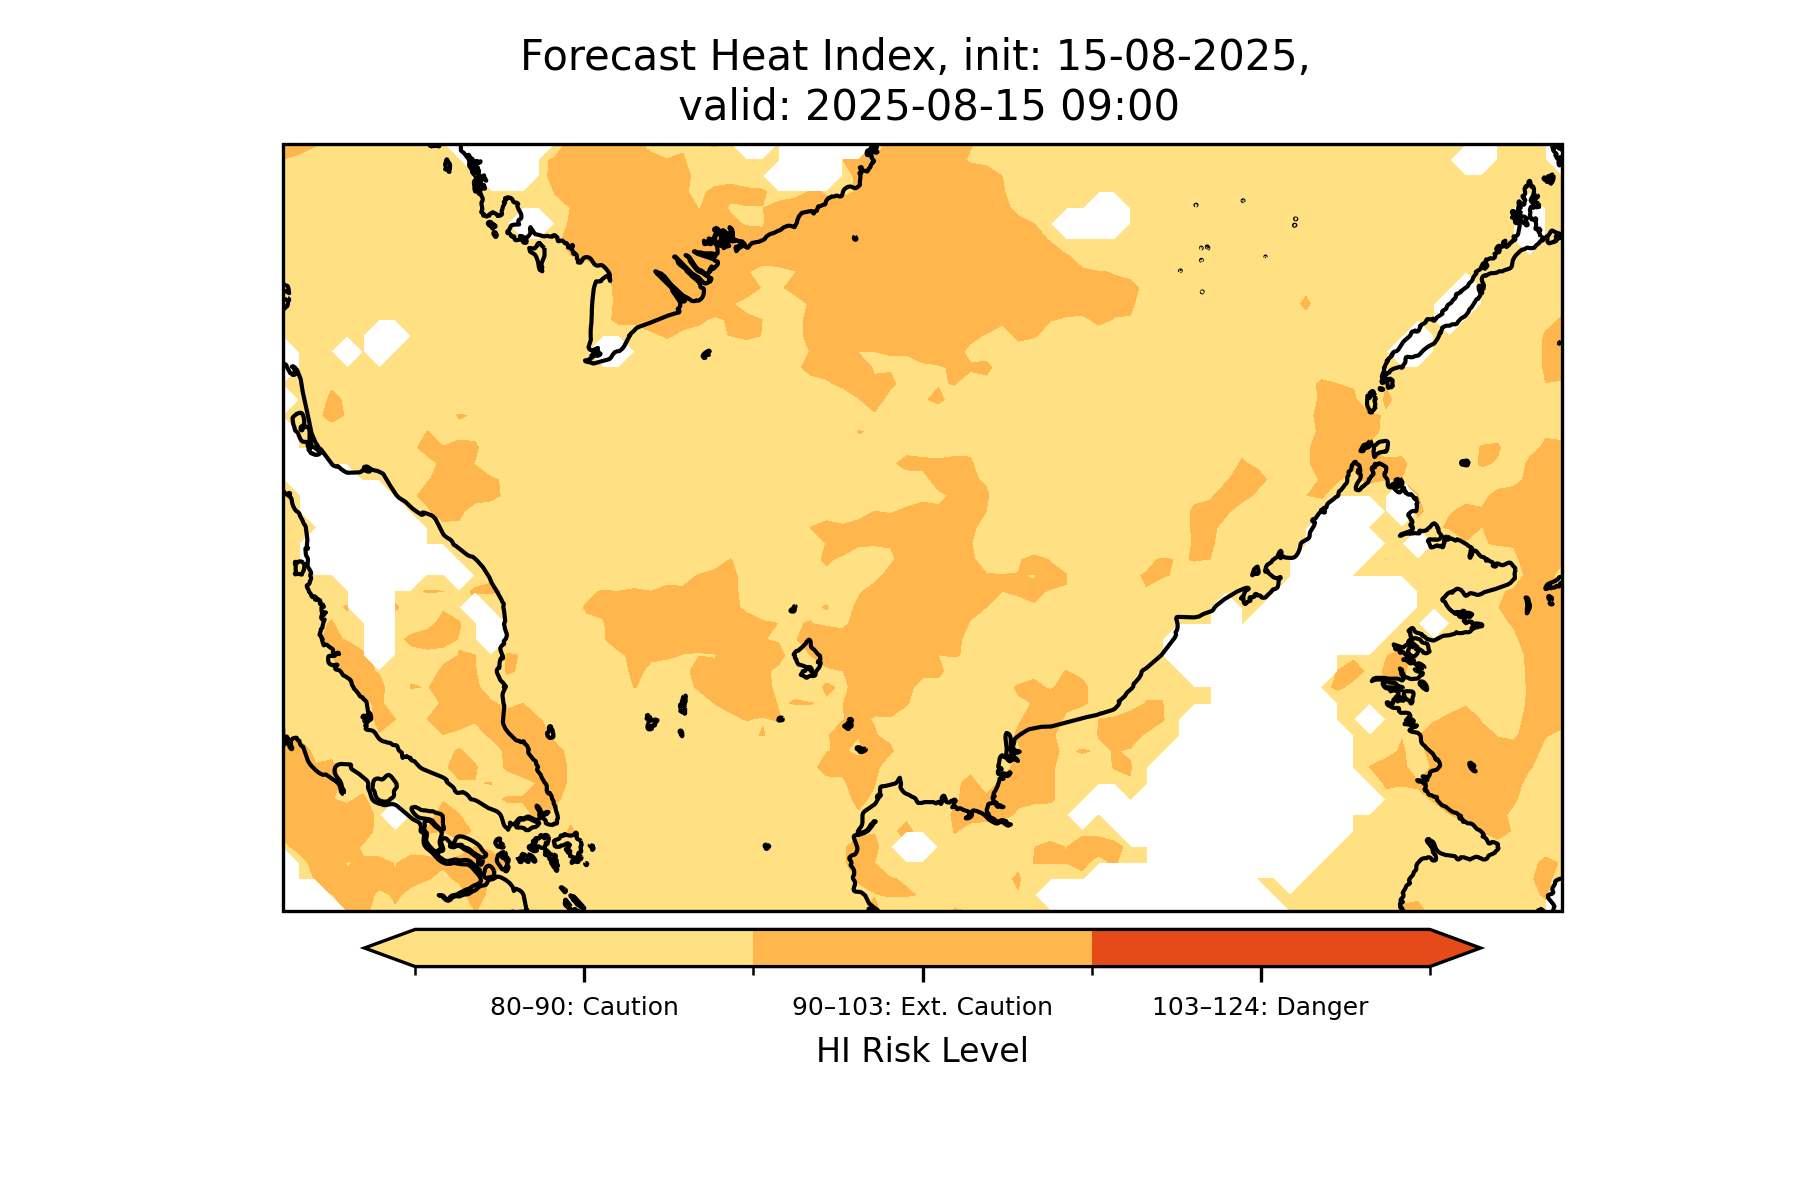 Forecast Heat Index, init: 15-08-2025,
valid: 2025-08-15 09:00
80–90: Caution
90–103: Ext. Caution
103–124: Danger
HI Risk Level